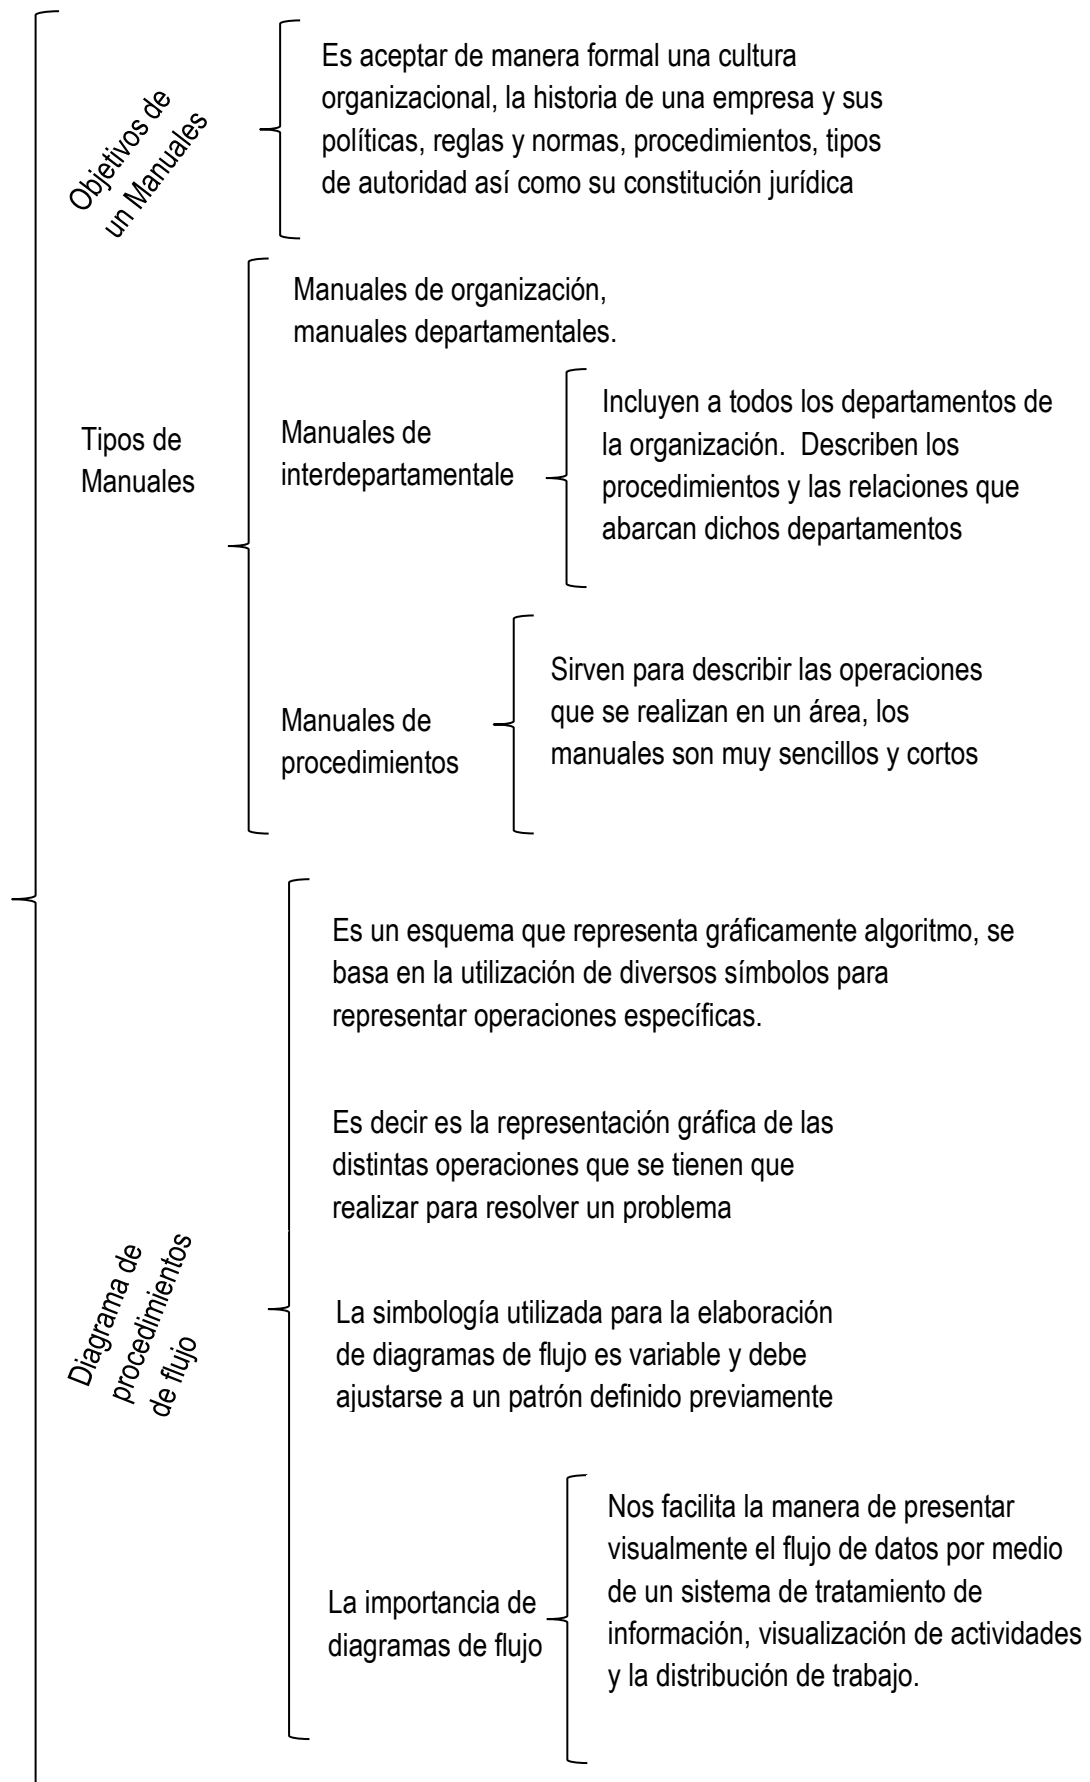 Objetivos de
un Manuales
Es aceptar de manera formal una cultura
organizacional, la historia de una empresa y sus
políticas, reglas y normas, procedimientos, tipos
de autoridad así como su constitución jurídica
Tipos de
Manuales
Manuales de organización,
manuales departamentales.
Manuales de
interdepartamentale
Incluyen a todos los departamentos de
la organización.  Describen los
procedimientos y las relaciones que
abarcan dichos departamentos
Manuales de
procedimientos
Sirven para describir las operaciones
que se realizan en un área, los
manuales son muy sencillos y cortos
Diagrama de
procedimientos
de flujo
Es un esquema que representa gráficamente algoritmo, se
basa en la utilización de diversos símbolos para
representar operaciones específicas.
Es decir es la representación gráfica de las
distintas operaciones que se tienen que
realizar para resolver un problema
La simbología utilizada para la elaboración
de diagramas de flujo es variable y debe
ajustarse a un patrón definido previamente
La importancia de
diagramas de flujo
Nos facilita la manera de presentar
visualmente el flujo de datos por medio
de un sistema de tratamiento de
información, visualización de actividades
y la distribución de trabajo.